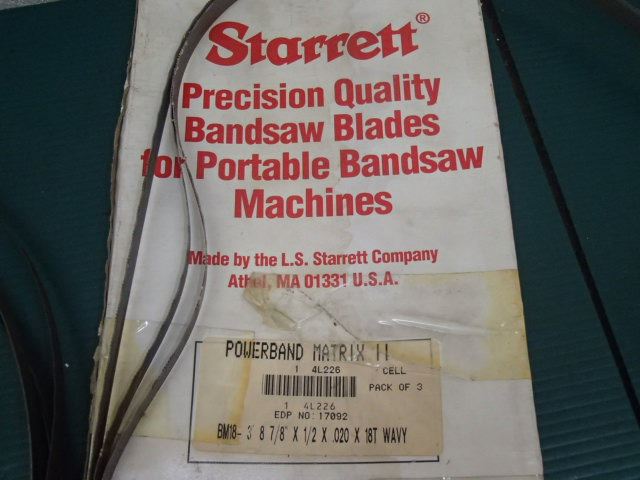 Starrett®
Precision Quality
Bandsaw Blades
for Portable Bandsaw
Machines
Made by the L.S. Starrett Company
Athol, MA 01331 U.S.A.
POWERBAND MATRIX II
1 4L226 CELL
PACK OF 3
1 4L226
EDP NO: 17092
BM18- 3' 8 7/8" X 1/2 X .020 X 18T WAVY